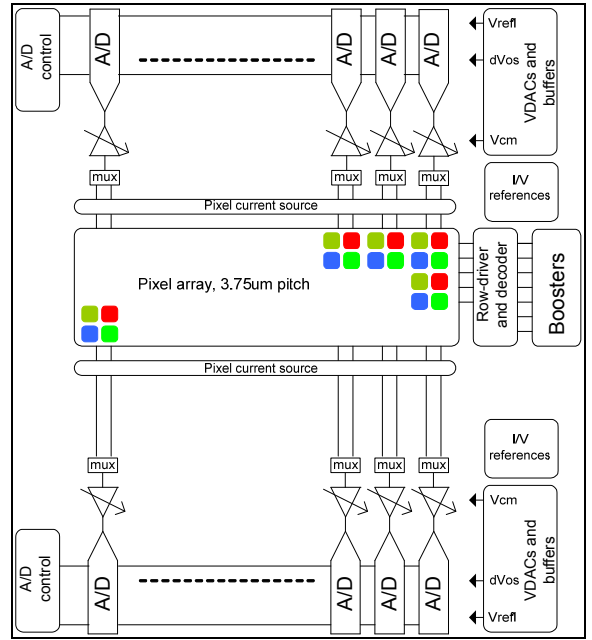 A/D control
A/D
A/D
A/D
A/D
Vrefl
dVos
Vcm
VDACs and
buffers
mux
mux
mux
mux
I/V
references
Pixel current source
Pixel array, 3.75um pitch
Row-driver
and decoder
Boosters
Pixel current source
I/V
references
mux
mux
mux
mux
A/D
control
A/D
A/D
A/D
A/D
Vcm
dVos
Vrefl
VDACs and
buffers